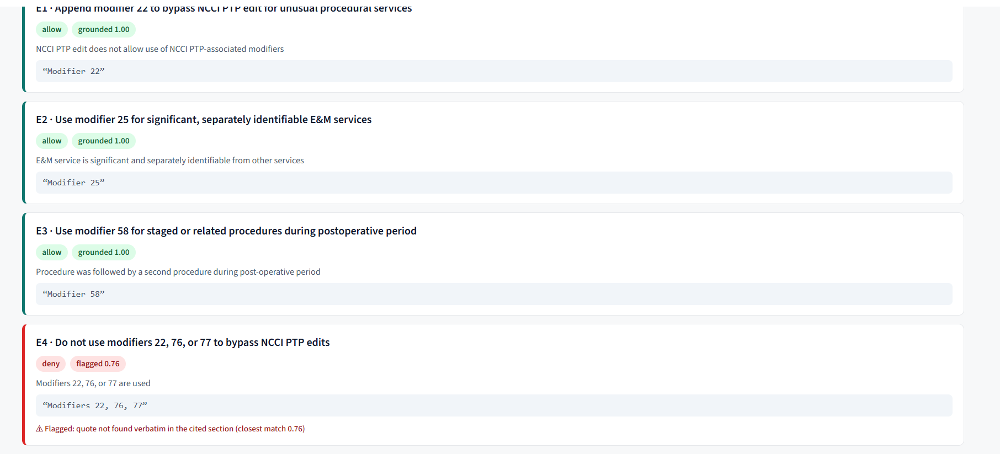 E1 · Append modifier 22 to bypass NCCI PTP edit for unusual procedural services
allow grounded 1.00
NCCI PTP edit does not allow use of NCCI PTP-associated modifiers
“Modifier 22”
E2 · Use modifier 25 for significant, separately identifiable E&M services
allow grounded 1.00
E&M service is significant and separately identifiable from other services
“Modifier 25”
E3 · Use modifier 58 for staged or related procedures during postoperative period
allow grounded 1.00
Procedure was followed by a second procedure during post-operative period
“Modifier 58”
E4 · Do not use modifiers 22, 76, or 77 to bypass NCCI PTP edits
deny flagged 0.76
Modifiers 22, 76, or 77 are used
“Modifiers 22, 76, 77”
⚠ Flagged: quote not found verbatim in the cited section (closest match 0.76)